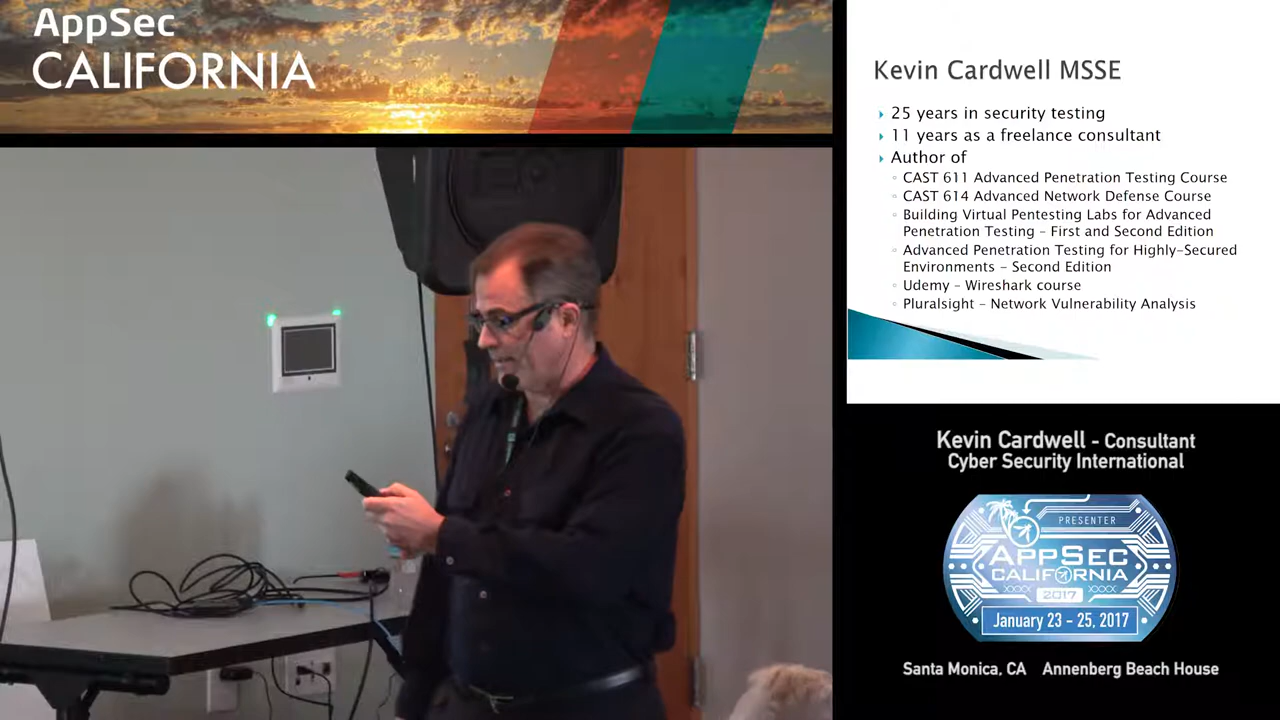 AppSec
CALIFORNIA
Kevin Cardwell MSSE
25 years in security testing
11 years as a freelance consultant
Author of
CAST 611 Advanced Penetration Testing Course
CAST 614 Advanced Network Defense Course
Building Virtual Pentesting Labs for Advanced
Penetration Testing – First and Second Edition
Advanced Penetration Testing for Highly-Secured
Environments – Second Edition
Udemy – Wireshark course
Pluralsight – Network Vulnerability Analysis
Kevin Cardwell - Consultant
Cyber Security International
PRESENTER
APPSEC
CALIFORNIA
XXXX 2017 XXXX
January 23 - 25, 2017
Santa Monica, CA Annenberg Beach House